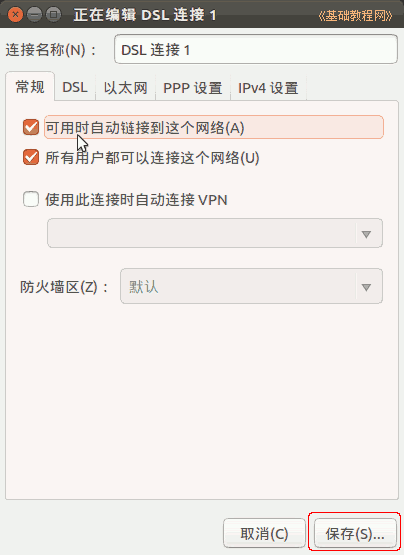 正在编辑 DSL 连接 1
《基础教程网》
连接名称(N)： DSL 连接 1
常规 DSL 以太网 PPP 设置 IPv4 设置
可用时自动链接到这个网络(A)
所有用户都可以连接这个网络(U)
使用此连接时自动连接 VPN
防火墙区(Z)： 默认
取消(C) 保存(S)...